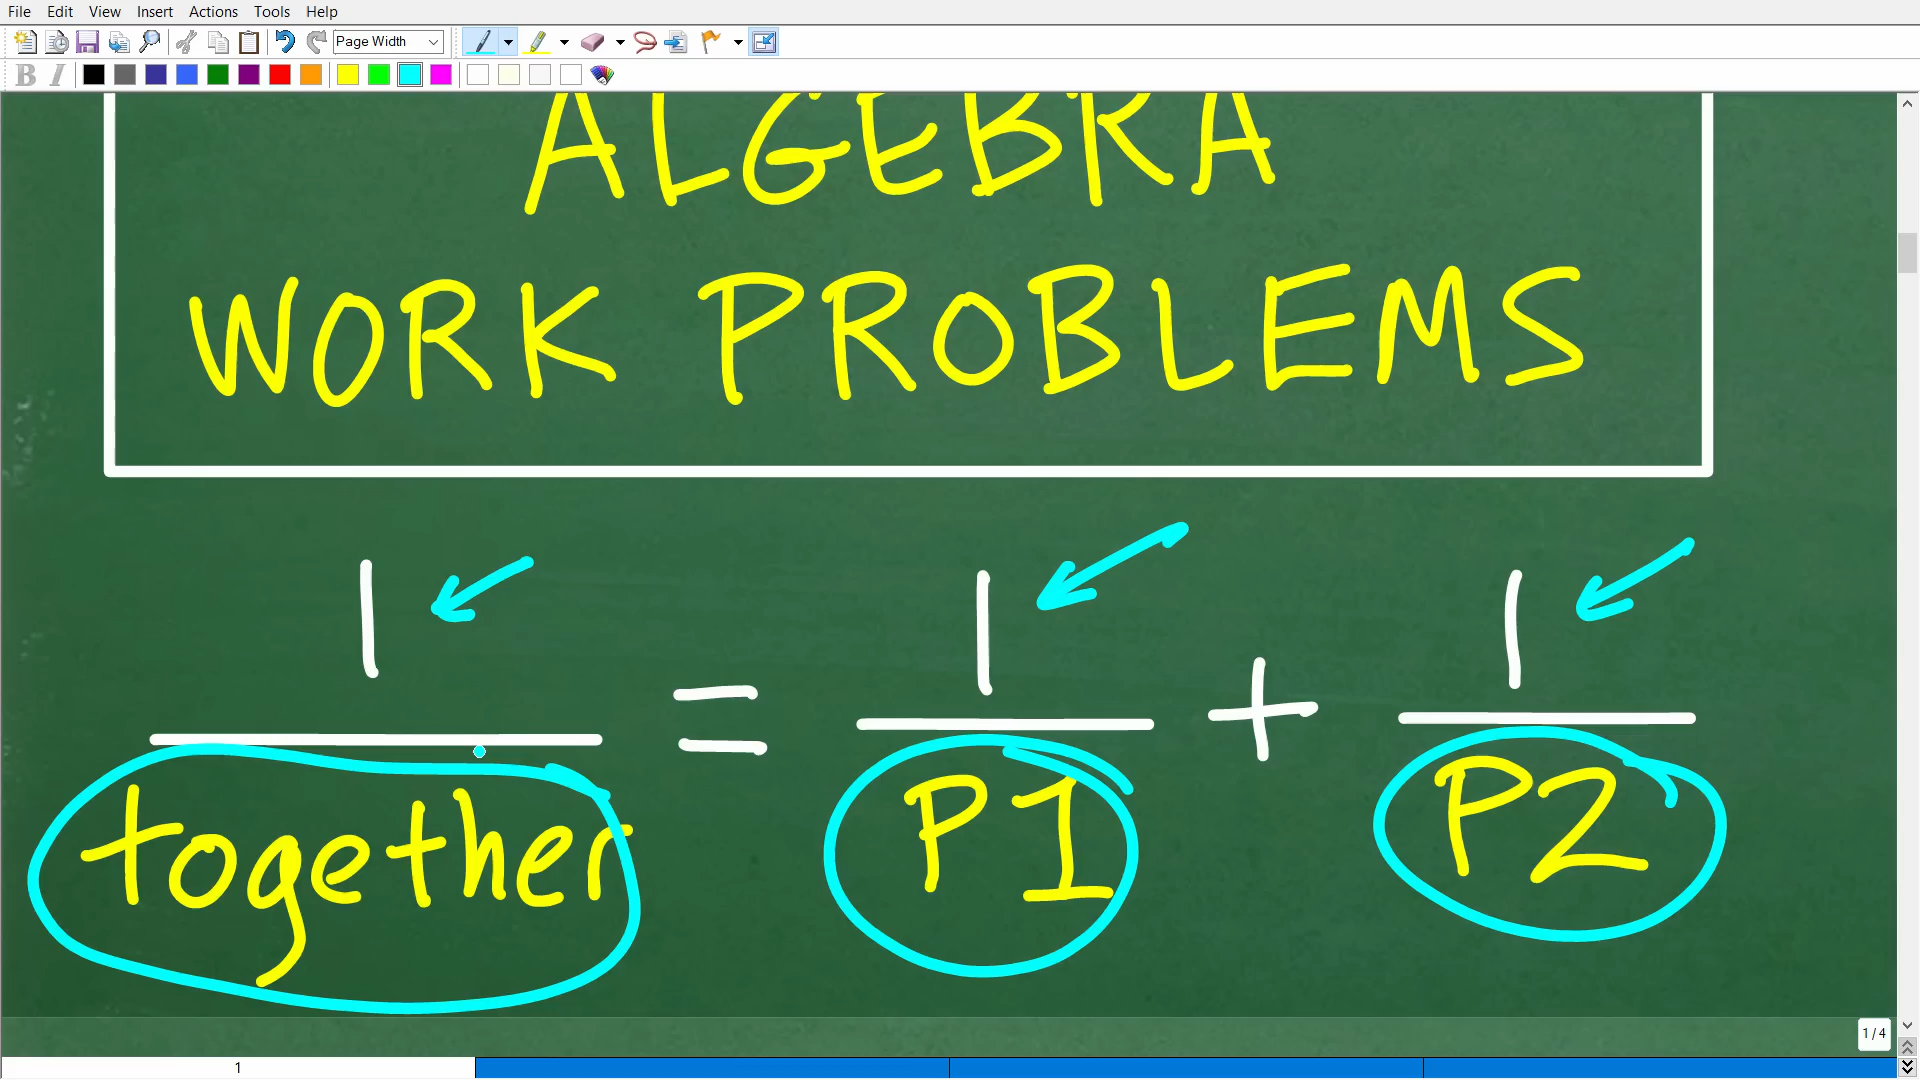 File Edit View Insert Actions Tools Help
Page Width
B I
ALGEBRA
WORK PROBLEMS
1 1 1
= +
together P1 P2
1/4
1